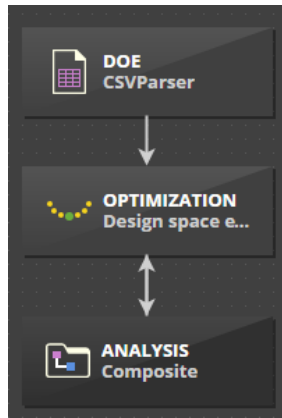 DOE
CSVParser
OPTIMIZATION
Design space e...
ANALYSIS
Composite